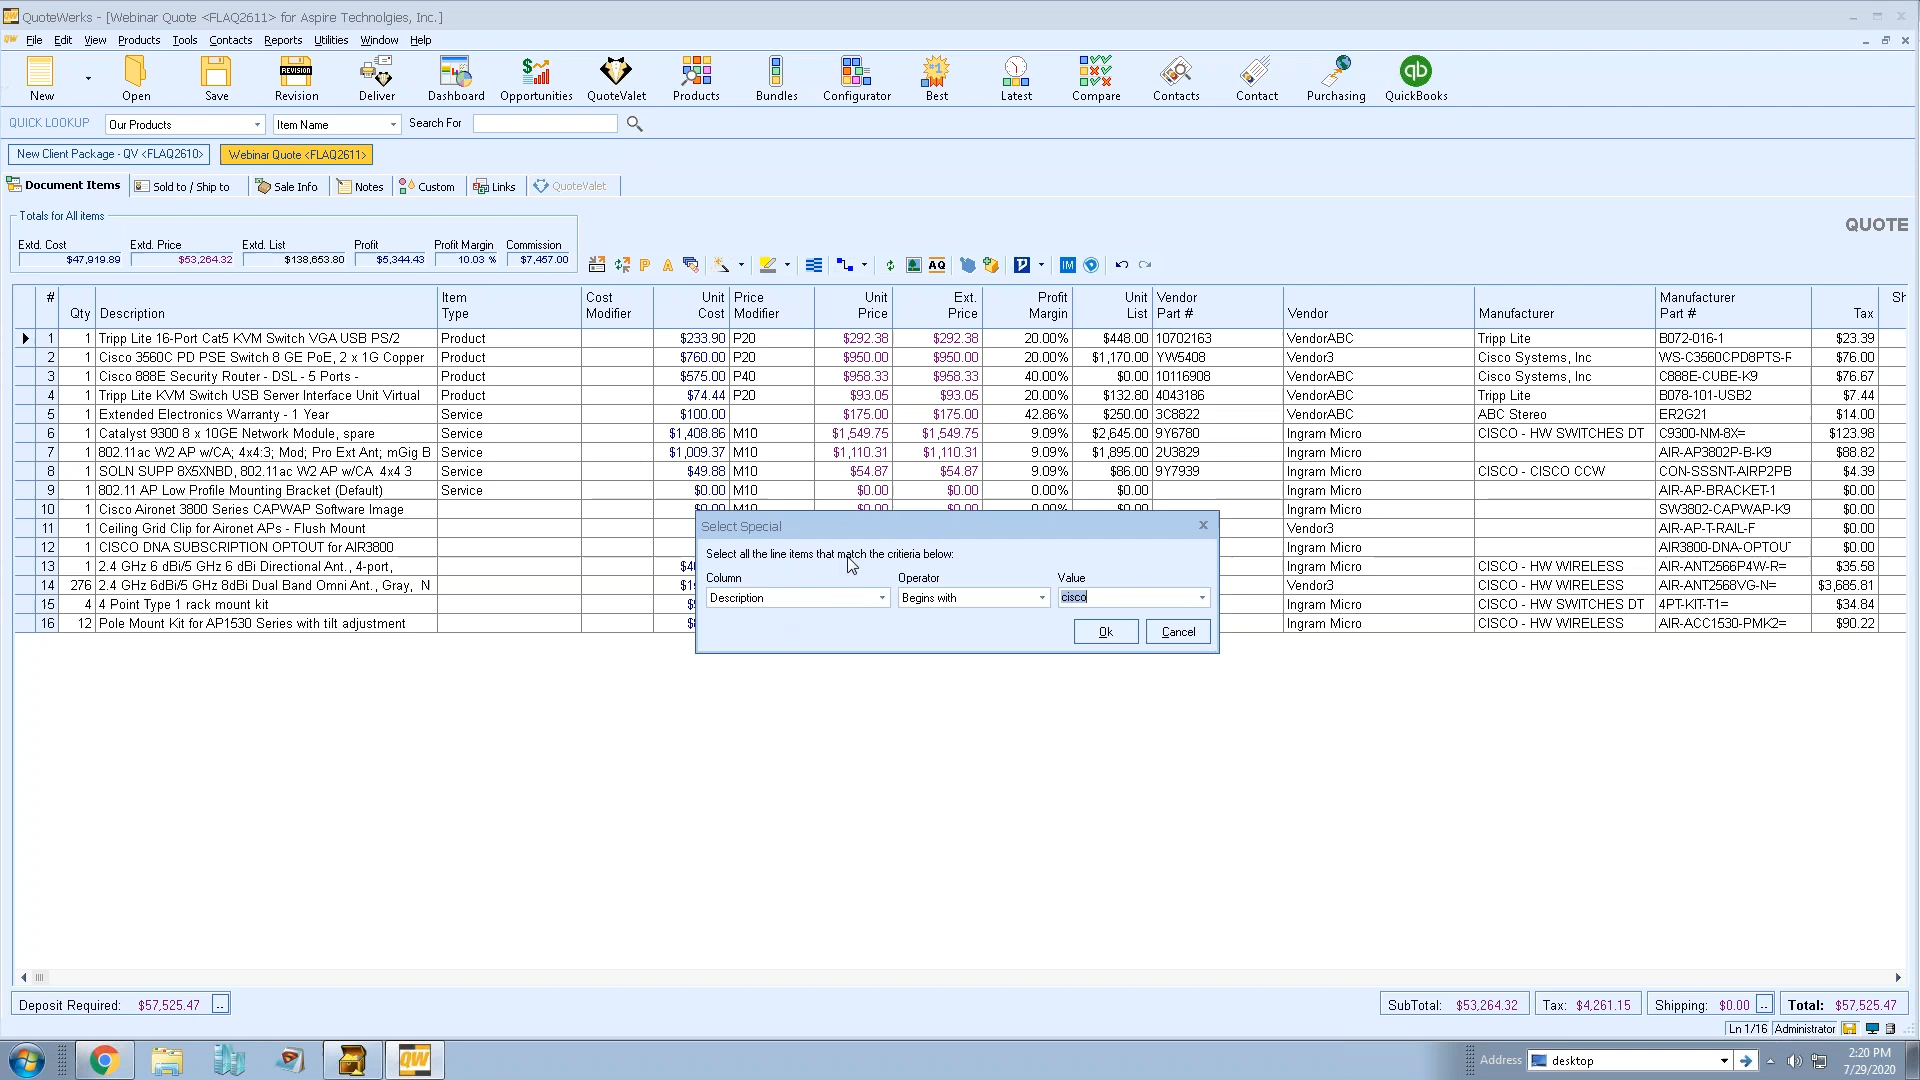 QuoteWerks - [Webinar Quote <FLAQ2611> for Aspire Technolgies, Inc.]
File Edit View Products Tools Contacts Reports Utilities Window Help
REVISION
New Open Save Revision Deliver Dashboard Opportunities QuoteValet Products Bundles Configurator Best Latest Compare Contacts Contact Purchasing QuickBooks
QUICK LOOKUP Our Products Item Name Search For
New Client Package - QV <FLAQ2610> Webinar Quote <FLAQ2611>
Document Items Sold to / Ship to Sale Info Notes Custom Links QuoteValet
Totals for All items
QUOTE
Extd. Cost Extd. Price Extd. List Profit Profit Margin Commission
$47,919.89 $53,264.32 $138,653.80 $5,344.43 10.03 % $7,457.00
# Qty Description Item Type Cost Modifier Unit Cost Price Modifier Unit Price Ext. Price Profit Margin Unit List Vendor Part # Vendor Manufacturer Manufacturer Part # Tax Sh
1 1 Tripp Lite 16-Port Cat5 KVM Switch VGA USB PS/2 Product $233.90 P20 $292.38 $292.38 20.00% $448.00 10702163 VendorABC Tripp Lite B072-016-1 $23.39
2 1 Cisco 3560C PD PSE Switch 8 GE PoE, 2 x 1G Copper Product $760.00 P20 $950.00 $950.00 20.00% $1,170.00 YW5408 Vendor3 Cisco Systems, Inc WS-C3560CPD8PTS-F $76.00
3 1 Cisco 888E Security Router - DSL - 5 Ports - Product $575.00 P40 $958.33 $958.33 40.00% $0.00 10116908 VendorABC Cisco Systems, Inc C888E-CUBE-K9 $76.67
4 1 Tripp Lite KVM Switch USB Server Interface Unit Virtual Product $74.44 P20 $93.05 $93.05 20.00% $132.80 4043186 VendorABC Tripp Lite B078-101-USB2 $7.44
5 1 Extended Electronics Warranty - 1 Year Service $100.00 $175.00 $175.00 42.86% $250.00 3C8822 VendorABC ABC Stereo ER2G21 $14.00
6 1 Catalyst 9300 8 x 10GE Network Module, spare Service $1,408.86 M10 $1,549.75 $1,549.75 9.09% $2,645.00 9Y6780 Ingram Micro CISCO - HW SWITCHES DT C9300-NM-8X= $123.98
7 1 802.11ac W2 AP w/CA; 4x4:3; Mod; Pro Ext Ant; mGig B Service $1,009.37 M10 $1,110.31 $1,110.31 9.09% $1,895.00 2U3829 Ingram Micro AIR-AP3802P-B-K9 $88.82
8 1 SOLN SUPP 8X5XNBD, 802.11ac W2 AP w/CA 4x4 3 Service $49.88 M10 $54.87 $54.87 9.09% $86.00 9Y7939 Ingram Micro CISCO - CISCO CCW CON-SSSNT-AIRP2PB $4.39
9 1 802.11 AP Low Profile Mounting Bracket (Default) Service $0.00 M10 $0.00 $0.00 0.00% $0.00 Ingram Micro AIR-AP-BRACKET-1 $0.00
10 1 Cisco Aironet 3800 Series CAPWAP Software Image $0.00 M10 $0.00 $0.00 0.00% $0.00 Ingram Micro SW3802-CAPWAP-K9 $0.00
11 1 Ceiling Grid Clip for Aironet APs - Flush Mount Vendor3 AIR-AP-T-RAIL-F $0.00
12 1 CISCO DNA SUBSCRIPTION OPTOUT for AIR3800 Ingram Micro AIR3800-DNA-OPTOUT $0.00
13 1 2.4 GHz 6 dBi/5 GHz 6 dBi Directional Ant., 4-port, Ingram Micro CISCO - HW WIRELESS AIR-ANT2566P4W-R= $35.58
14 276 2.4 GHz 6dBi/5 GHz 8dBi Dual Band Omni Ant., Gray, N Vendor3 CISCO - HW WIRELESS AIR-ANT2568VG-N= $3,685.81
15 4 4 Point Type 1 rack mount kit Ingram Micro CISCO - HW SWITCHES DT 4PT-KIT-T1= $34.84
16 12 Pole Mount Kit for AP1530 Series with tilt adjustment Ingram Micro CISCO - HW WIRELESS AIR-ACC1530-PMK2= $90.22
Select Special
Select all the line items that match the critieria below:
Column Operator Value
Description Begins with cisco
Ok Cancel
Deposit Required: $57,525.47 .. SubTotal: $53,264.32 Tax: $4,261.15 Shipping: $0.00 .. Total: $57,525.47
Ln 1/16 Administrator
Address desktop
2:20 PM
7/29/2020